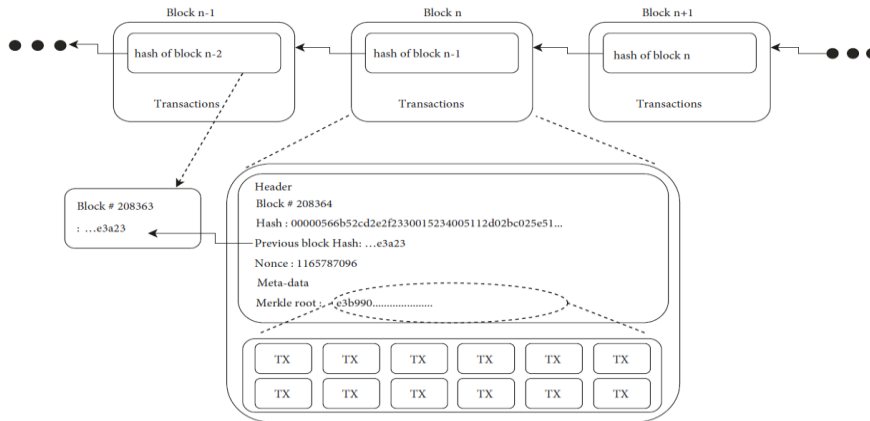 Block n-1
Block n
Block n+1
hash of block n-2
hash of block n-1
hash of block n
Transactions
Transactions
Transactions
Block # 208363
: ...e3a23
Header
Block # 208364
Hash : 00000566b52cd2e2f2330015234005112d02bc025e51...
Previous block Hash: ...e3a23
Nonce : 1165787096
Meta-data
Merkle root : e3b990.....................
TX TX TX TX TX TX
TX TX TX TX TX TX